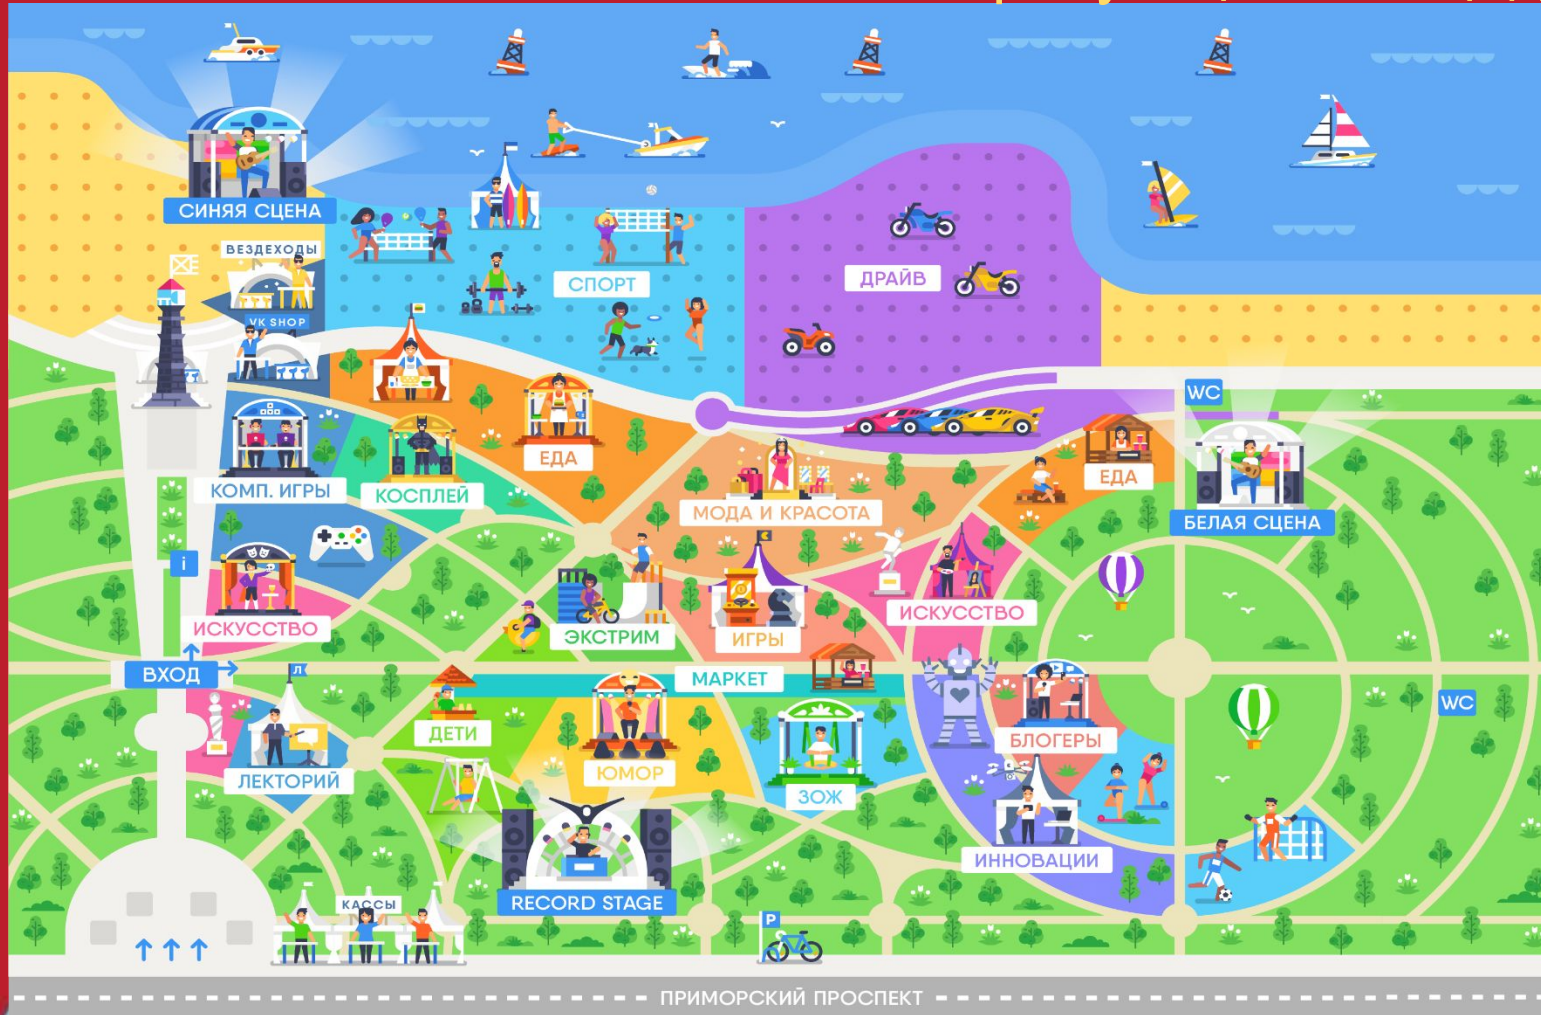 СИНЯЯ СЦЕНА
ВЕЗДЕХОДЫ
VK SHOP
СПОРТ
ДРАЙВ
WC
ЕДА
ЕДА
КОМП. ИГРЫ
КОСПЛЕЙ
МОДА И КРАСОТА
БЕЛАЯ СЦЕНА
i
ИСКУССТВО
ЭКСТРИМ
ИГРЫ
ИСКУССТВО
ВХОД
Л
МАРКЕТ
WC
ДЕТИ
БЛОГЕРЫ
ЛЕКТОРИЙ
ЮМОР
ЗОЖ
ИННОВАЦИИ
КАССЫ
RECORD STAGE
P
ПРИМОРСКИЙ ПРОСПЕКТ